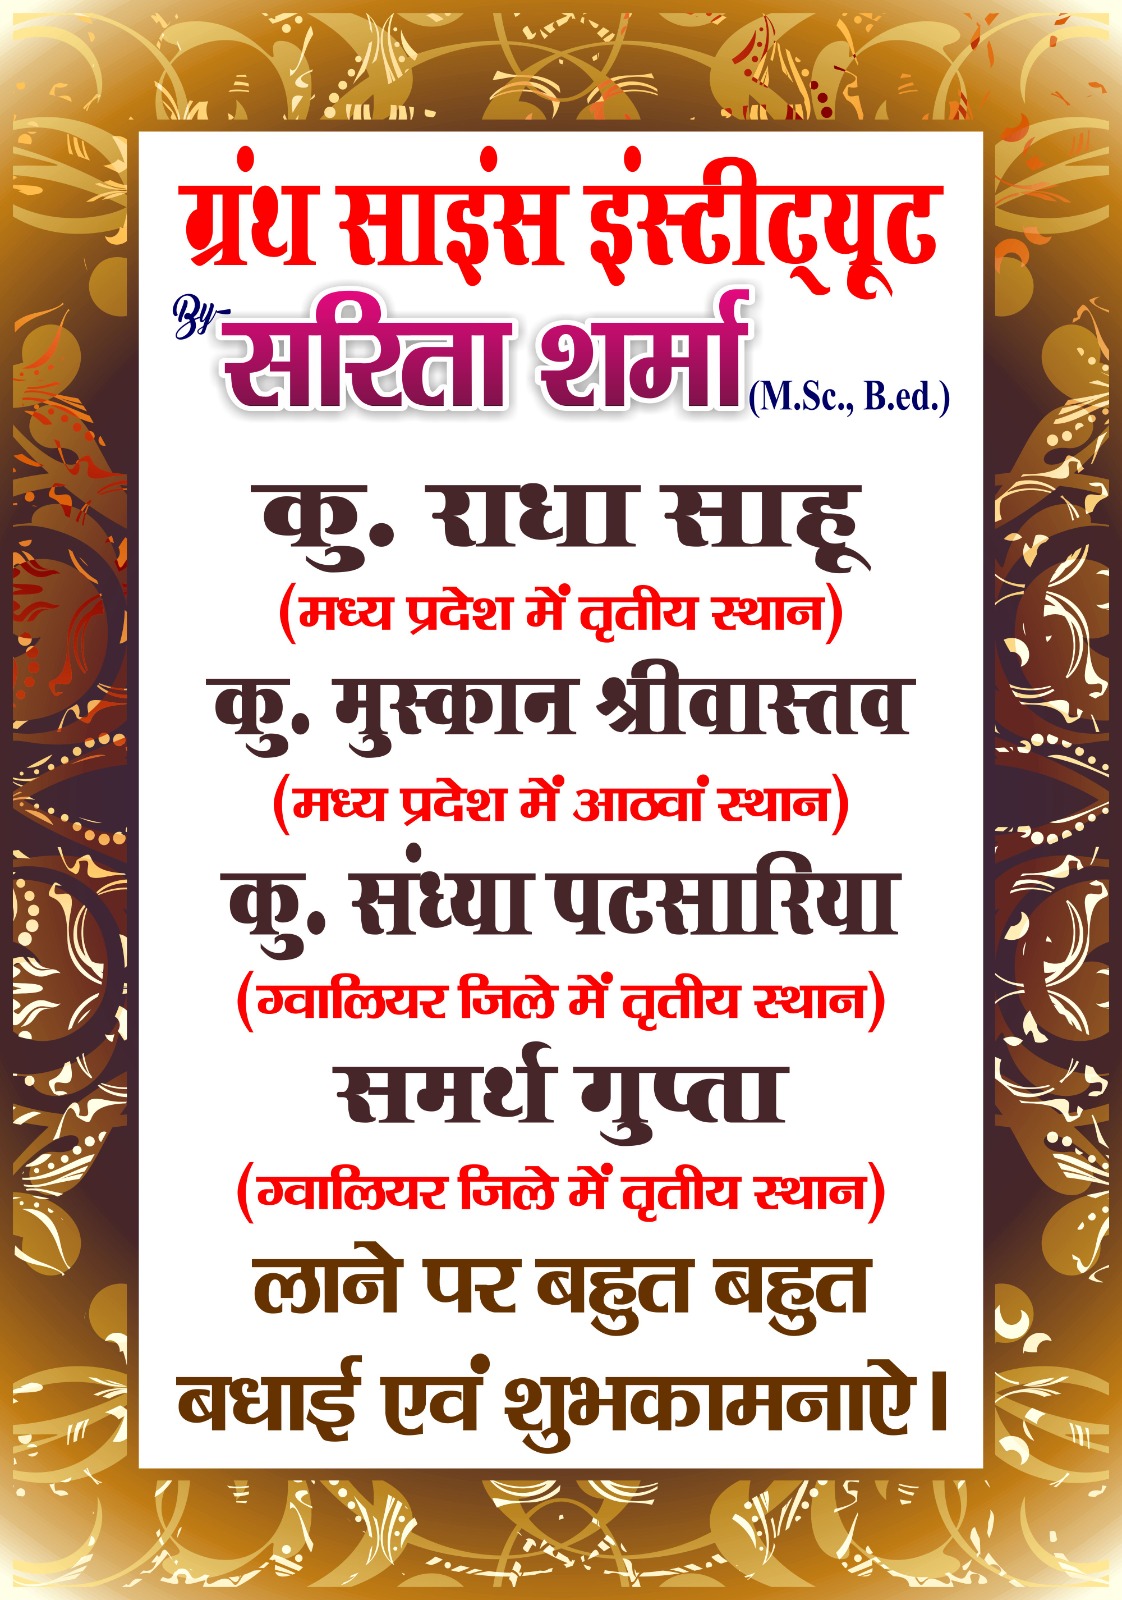 ग्रंथ साइंस इंस्टीट्यूट
By- सरिता शर्मा (M.Sc., B.ed.)
कु. राधा साहू
(मध्य प्रदेश में तृतीय स्थान)
कु. मुस्कान श्रीवास्तव
(मध्य प्रदेश में आठवां स्थान)
कु. संध्या पटसारिया
(ग्वालियर जिले में तृतीय स्थान)
समर्थ गुप्ता
(ग्वालियर जिले में तृतीय स्थान)
लाने पर बहुत बहुत
बधाई एवं शुभकामनाऐ।